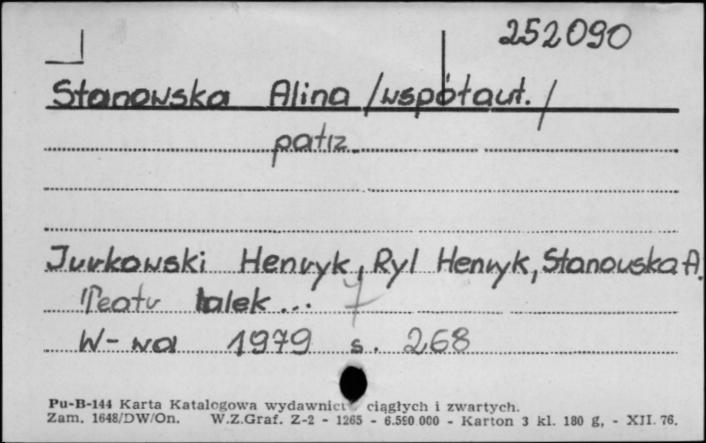 252090
Stanowska Alina /współaut./
patrz
Jurkowski Henryk, Ryl Henryk, Stanowska A.
Teatr lalek...
W-wa 1979 s. 268
Pu-B-144 Karta Katalogowa wydawnict ciągłych i zwartych.
Zam. 1648/DW/On. W.Z.Graf. Z-2 - 1265 - 6.590 000 - Karton 3 kl. 180 g, - XII. 76.